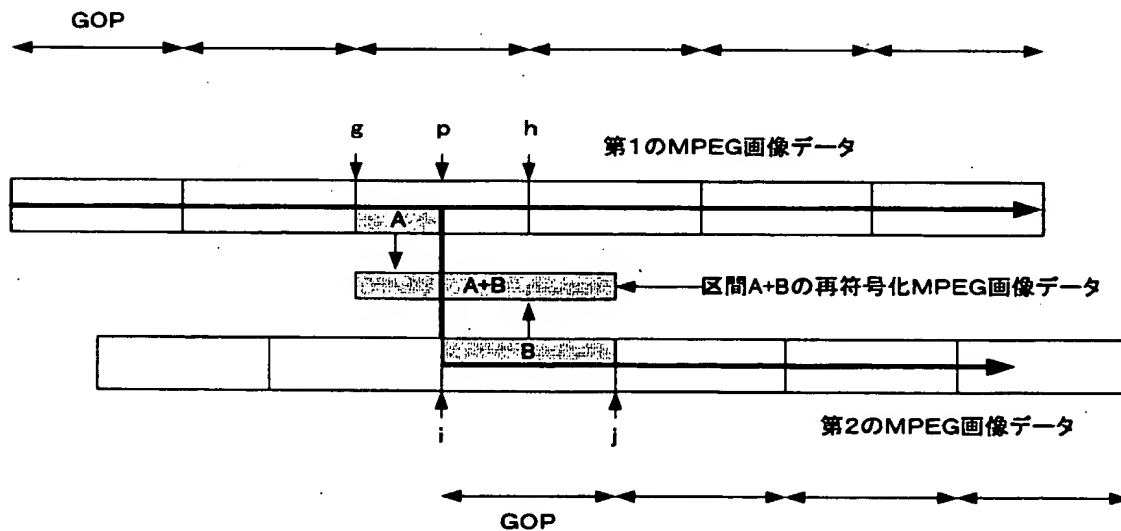 GOP
g p h
第1のMPEG画像データ
A
A+B
区間A+Bの再符号化MPEG画像データ
B
i j
第2のMPEG画像データ
GOP